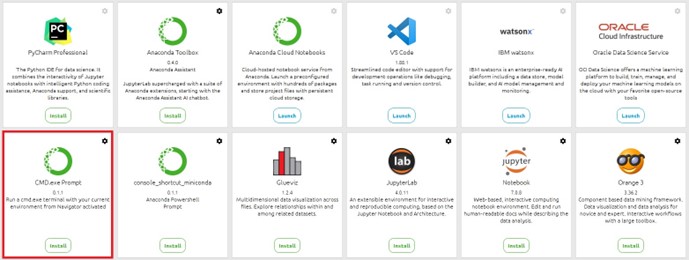 PC
PyCharm Professional
The Python IDE for data science. It
combines the interactivity of Jupyter
notebooks with intelligent Python coding
assistance, Anaconda support, and scientific
libraries.
Install
Anaconda Toolbox
0.4.0
Anaconda Assistant
JupyterLab supercharged with a suite of
Anaconda extensions, starting with the
Anaconda Assistant AI chatbot.
Install
Anaconda Cloud Notebooks
Cloud-hosted notebook service from
Anaconda. Launch a preconfigured
environment with hundreds of packages
and store project files with persistent
cloud storage.
Launch
VS Code
1.00.1
Streamlined code editor with support for
development operations like debugging,
task running and version control.
Launch
watsonx
IBM watsonx
IBM watsonx is an enterprise-ready AI
platform including a data store, model
builder, and AI model management and
monitoring.
Launch
ORACLE
Cloud Infrastructure
Oracle Data Science Service
OCI Data Science offers a machine learning
platform to build, train, manage, and
deploy your machine learning models on
the cloud with your favorite open source
tools
Launch
CMD.exe Prompt
0.1.1
Run a cmd.exe terminal with your current
environment from Navigator activated
Install
console_shortcut_miniconda
0.1.1
Anaconda Powershell
Prompt
Install
Glueviz
1.2.4
Multidimensional data visualization across
files. Explore relationships within and
among related datasets.
Install
lab
JupyterLab
4.0.11
An extensible environment for interactive
and reproducible computing, based on the
Jupyter Notebook and Architecture.
Install
jupyter
Notebook
7.0.8
Web-based, interactive computing
notebook environment. Edit and run
human-readable docs while describing the
data analysis.
Install
Orange 3
3.36.2
Component based data mining framework.
Data visualization and data analysis for
novice and expert. Interactive workflows
with a large toolbox.
Install